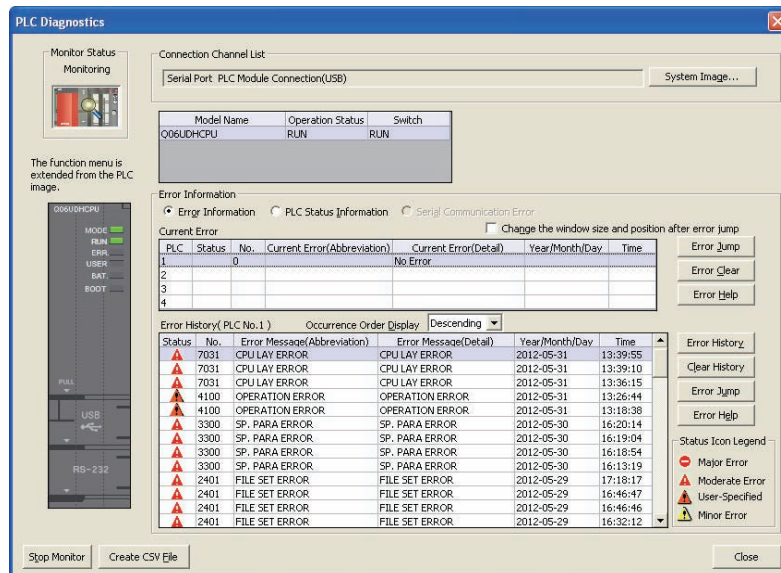 PLC Diagnostics
Monitor Status
Monitoring
Connection Channel List
Serial Port PLC Module Connection(USB)
System Image...
Model Name Operation Status Switch
Q06UDHCPU RUN RUN
The function menu is
extended from the PLC
image.
Q06UDHCPU
MODE
RUN
ERR.
USER
BAT.
BOOT
PULL
USB
RS-232
Error Information
Error Information PLC Status Information Serial Communication Error
Change the window size and position after error jump
Current Error
PLC Status No. Current Error(Abbreviation) Current Error(Detail) Year/Month/Day Time
1 0 No Error
2
3
4
Error Jump
Error Clear
Error Help
Error History( PLC No.1 ) Occurrence Order Display Descending
Status No. Error Message(Abbreviation) Error Message(Detail) Year/Month/Day Time
7031 CPU LAY ERROR CPU LAY ERROR 2012-05-31 13:39:55
7031 CPU LAY ERROR CPU LAY ERROR 2012-05-31 13:39:10
7031 CPU LAY ERROR CPU LAY ERROR 2012-05-31 13:36:15
4100 OPERATION ERROR OPERATION ERROR 2012-05-31 13:26:44
4100 OPERATION ERROR OPERATION ERROR 2012-05-31 13:18:38
3300 SP. PARA ERROR SP. PARA ERROR 2012-05-30 16:20:14
3300 SP. PARA ERROR SP. PARA ERROR 2012-05-30 16:19:04
3300 SP. PARA ERROR SP. PARA ERROR 2012-05-30 16:18:54
3300 SP. PARA ERROR SP. PARA ERROR 2012-05-30 16:13:19
2401 FILE SET ERROR FILE SET ERROR 2012-05-29 17:18:17
2401 FILE SET ERROR FILE SET ERROR 2012-05-29 16:46:47
2401 FILE SET ERROR FILE SET ERROR 2012-05-29 16:46:46
2401 FILE SET ERROR FILE SET ERROR 2012-05-29 16:32:12
Error History
Clear History
Error Jump
Error Help
Status Icon Legend
Major Error
Moderate Error
User-Specified
Minor Error
Stop Monitor
Create CSV File
Close